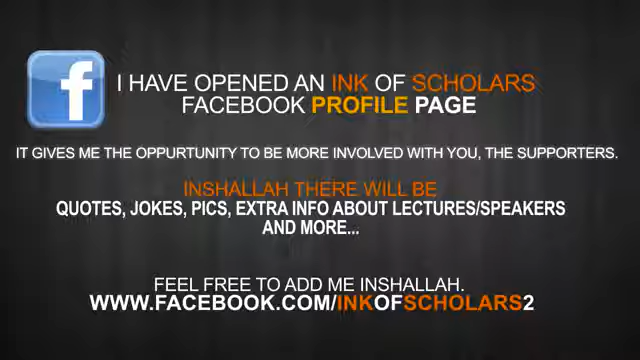 f
I HAVE OPENED AN INK OF SCHOLARS
FACEBOOK PROFILE PAGE
IT GIVES ME THE OPPURTUNITY TO BE MORE INVOLVED WITH YOU, THE SUPPORTERS.
INSHALLAH THERE WILL BE
QUOTES, JOKES, PICS, EXTRA INFO ABOUT LECTURES/SPEAKERS
AND MORE...
FEEL FREE TO ADD ME INSHALLAH.
WWW.FACEBOOK.COM/INKOFSCHOLARS2